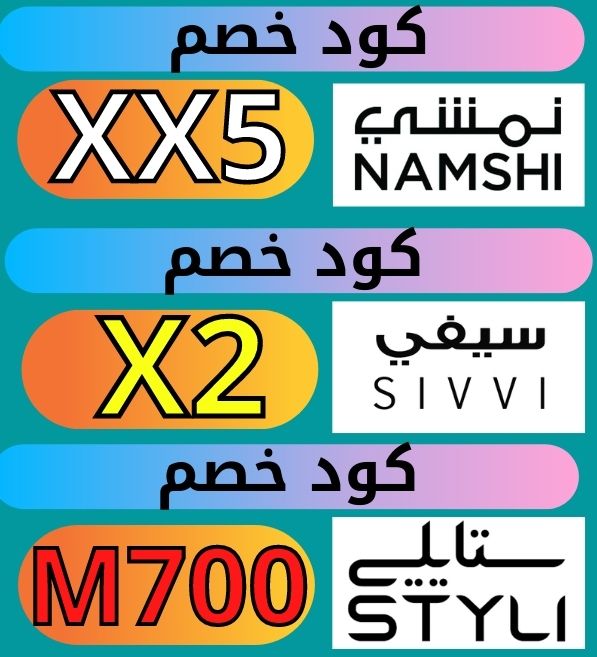 كود خصم
XX5
نمشي
NAMSHI
كود خصم
X2
سيفي
SIVVI
كود خصم
M700
ستايلي
STYLI